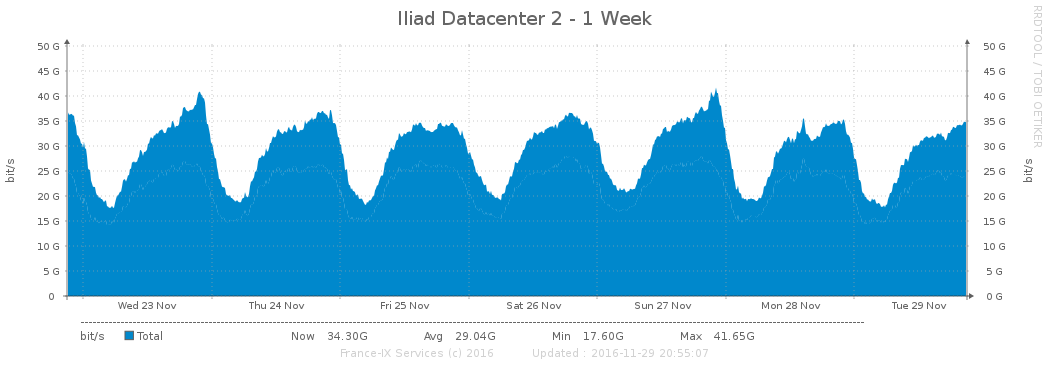 Iliad Datacenter 2 - 1 Week
RRDTOOL / TOBI OETIKER
50 G 50 G
45 G 45 G
40 G 40 G
35 G 35 G
30 G 30 G
25 G 25 G
20 G 20 G
15 G 15 G
10 G 10 G
5 G 5 G
0 0 G
bit/s bit/s
Wed 23 Nov Thu 24 Nov Fri 25 Nov Sat 26 Nov Sun 27 Nov Mon 28 Nov Tue 29 Nov
bit/s Total Now 34.30G Avg 29.04G Min 17.60G Max 41.65G
France-IX Services (c) 2016 Updated : 2016-11-29 20:55:07